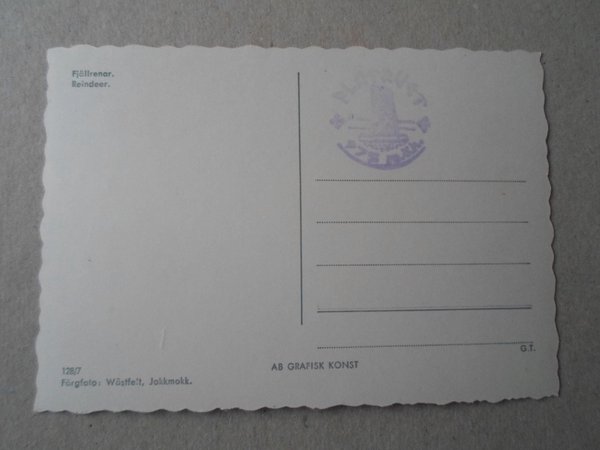 Fjällrenar.
Reindeer.
G.T.
128/7
AB GRAFISK KONST
Färgfoto: Wästfelt, Jokkmokk.